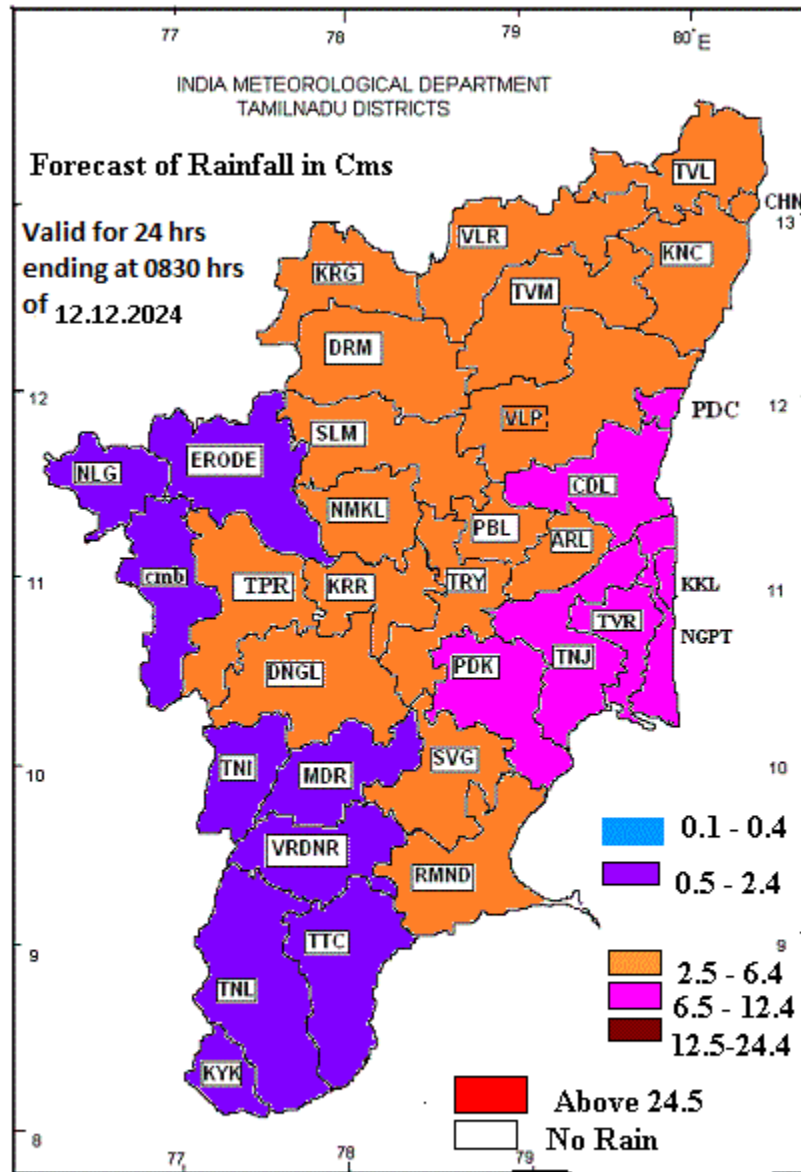 77 78 79 80°E
INDIA METEOROLOGICAL DEPARTMENT
TAMILNADU DISTRICTS
Forecast of Rainfall in Cms
Valid for 24 hrs
ending at 0830 hrs
of 12.12.2024
TVL
CHN
13
VLR
KNC
KRG
TVM
DRM
12
12
PDC
VLP
SLM
ERODE
NLG
CDL
NMKL
PBL
ARL
11
cmb
TPR
KRR
TRY
KKL
11
TVR
NGPT
DNGL
PDK
TNJ
10
TNI
MDR
SVG
10
0.1 - 0.4
VRDNR
0.5 - 2.4
RMND
9
TTC
9
2.5 - 6.4
TNL
6.5 - 12.4
12.5-24.4
KYK
Above 24.5
8
No Rain
77 78 79